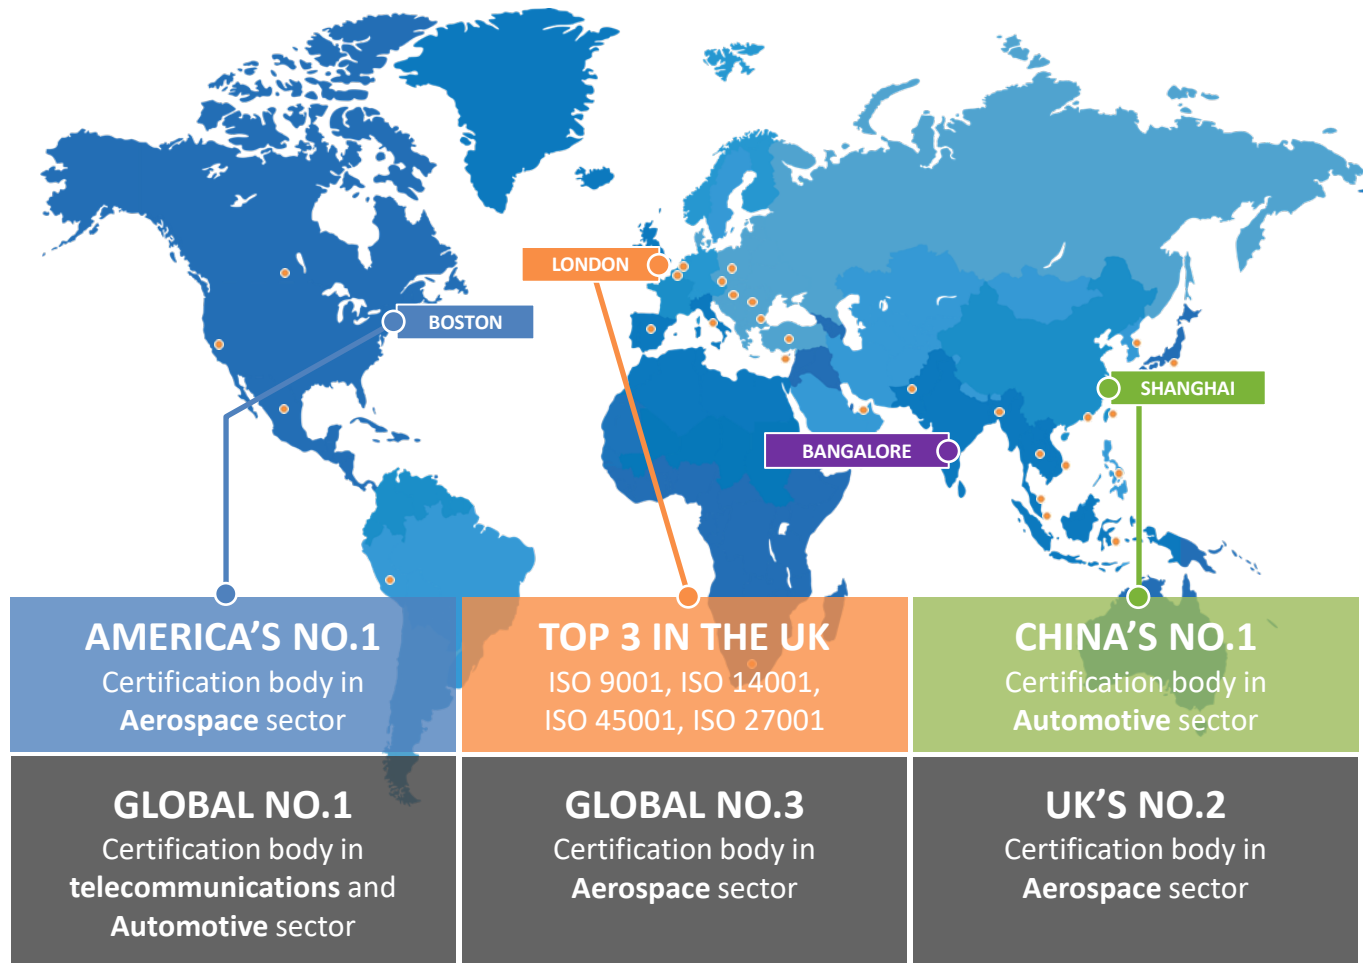 LONDON
BOSTON
SHANGHAI
BANGALORE
AMERICA’S NO.1
Certification body in
Aerospace sector
TOP 3 IN THE UK
ISO 9001, ISO 14001,
ISO 45001, ISO 27001
CHINA’S NO.1
Certification body in
Automotive sector
GLOBAL NO.1
Certification body in
telecommunications and
Automotive sector
GLOBAL NO.3
Certification body in
Aerospace sector
UK’S NO.2
Certification body in
Aerospace sector